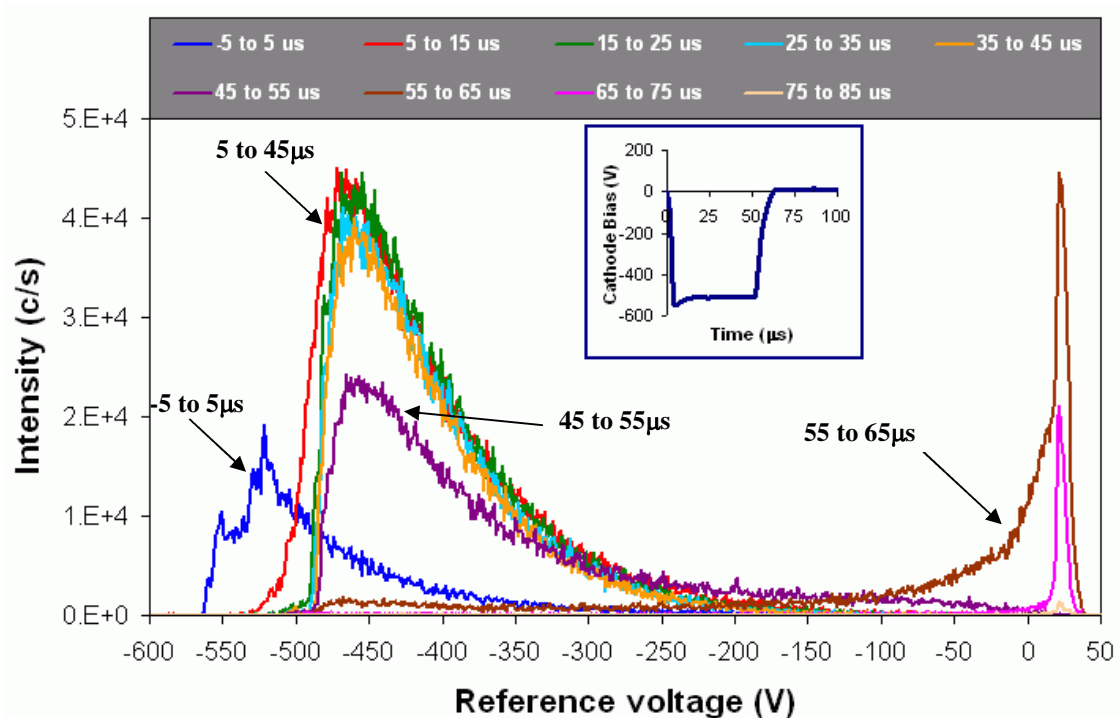 -5 to 5 us 5 to 15 us 15 to 25 us 25 to 35 us 35 to 45 us
45 to 55 us 55 to 65 us 65 to 75 us 75 to 85 us
5.E+4
4.E+4
3.E+4
2.E+4
1.E+4
0.E+0
Intensity (c/s)
5 to 45μs
-5 to 5μs
45 to 55μs
55 to 65μs
200
0
-200
-400
-600
Cathode Bias (V)
0 25 50 75 100
Time (μs)
-600 -550 -500 -450 -400 -350 -300 -250 -200 -150 -100 -50 0 50
Reference voltage (V)